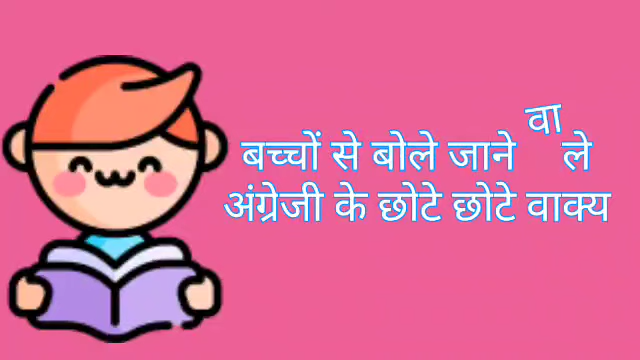 बच्चों से बोले जाने वाले
अंग्रेजी के छोटे छोटे वाक्य